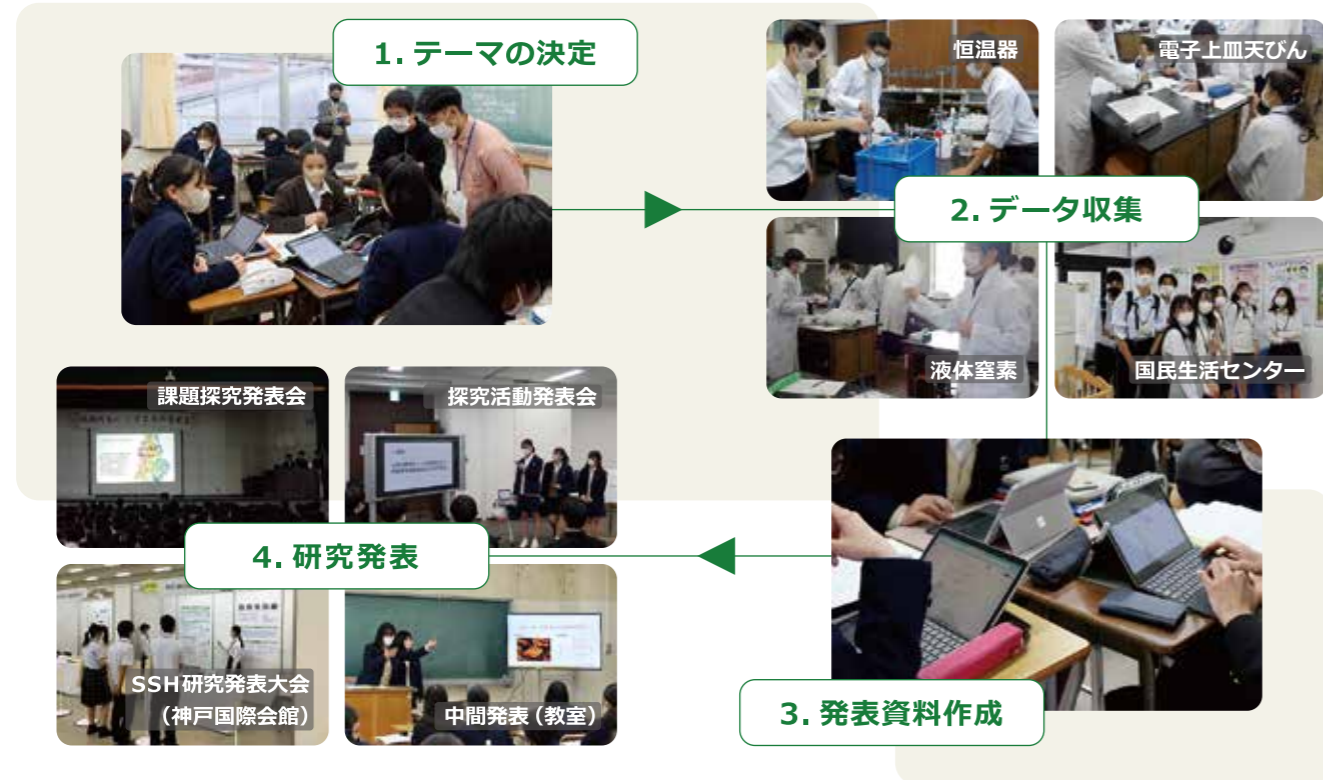 1. テーマの決定
恒温器
電子上皿天びん
2. データ収集
液体窒素
国民生活センター
課題探究発表会
探究活動発表会
4. 研究発表
SSH研究発表大会
（神戸国際会館）
中間発表（教室）
3. 発表資料作成